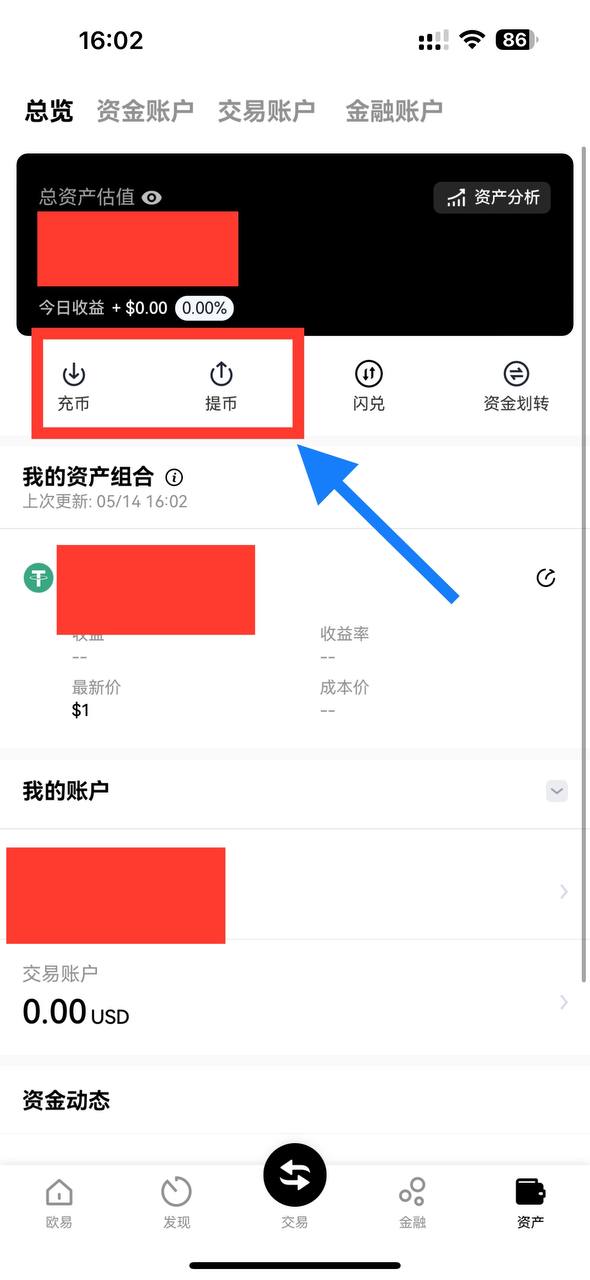 16:02
86
总览 资金账户 交易账户 金融账户
总资产估值
资产分析
今日收益 + $0.00 0.00%
充币 提币 闪兑 资金划转
我的资产组合
上次更新: 05/14 16:02
收益 收益率
-- --
最新价 成本价
$1 --
我的账户
交易账户
0.00 USD
资金动态
欧易 发现 交易 金融 资产